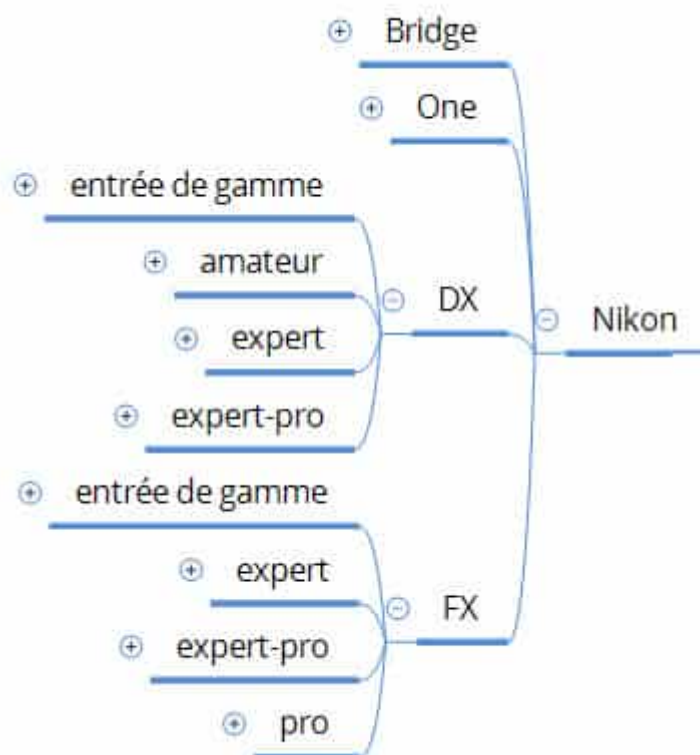 Bridge
One
entrée de gamme
amateur
DX
Nikon
expert
expert-pro
entrée de gamme
expert
FX
expert-pro
pro